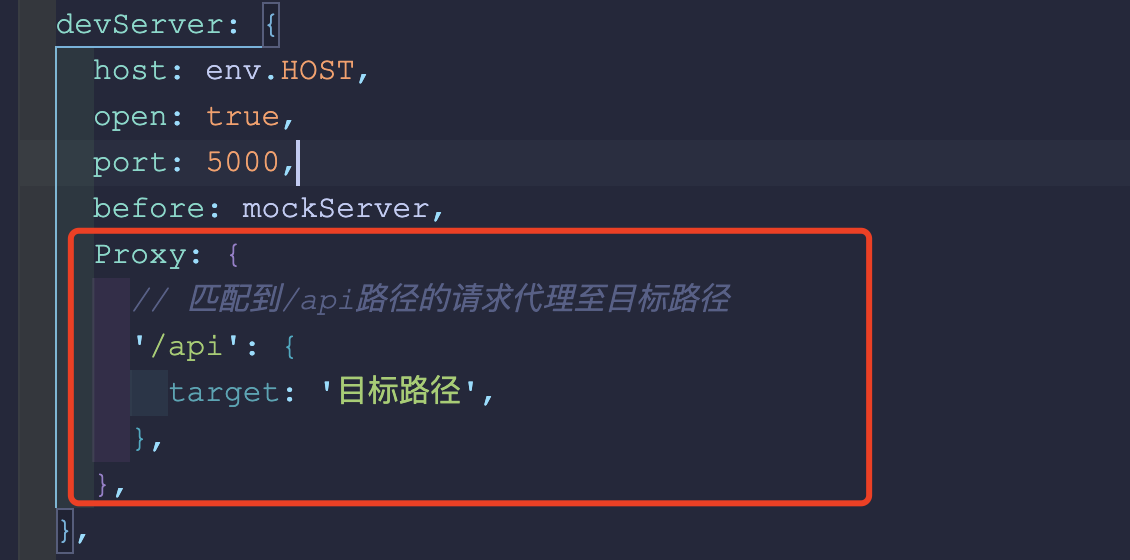 devServer: {
host: env.HOST,
open: true,
port: 5000,
before: mockServer,
Proxy: {
// 匹配到/api路径的请求代理至目标路径
'/api': {
target: '目标路径',
},
},
},